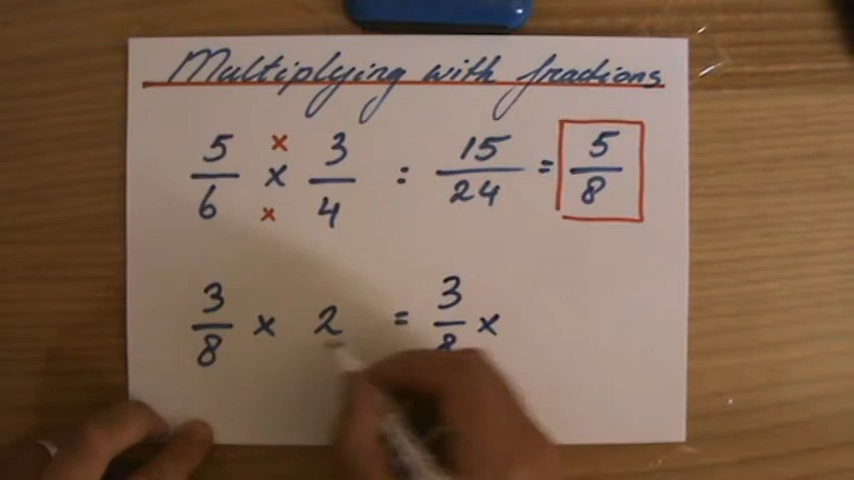 Multiplying with fractions
5/6 x 3/4 = 15/24 = 5/8
x
x
3/8 x 2 = 3/8 x